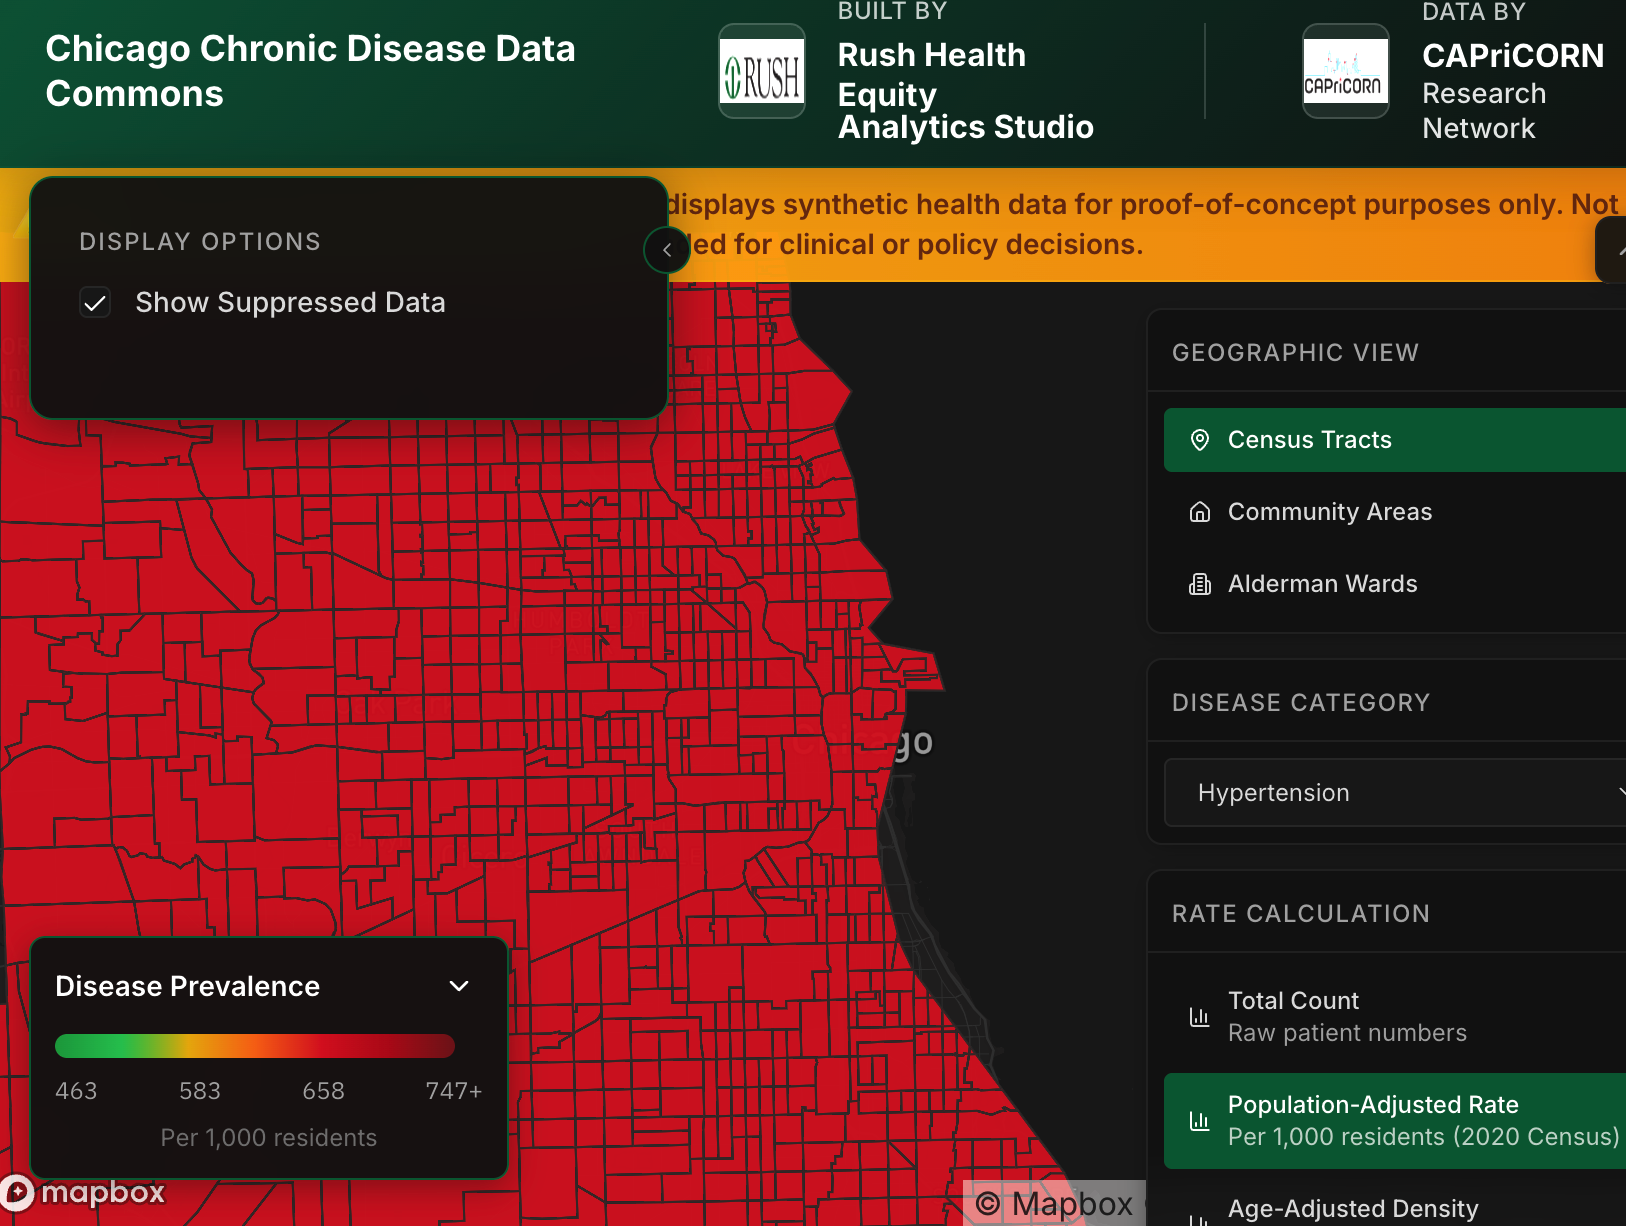 Chicago Chronic Disease Data
Commons
RUSH
BUILT BY
Rush Health
Equity
Analytics Studio
CAPriCORN
DATA BY
CAPriCORN
Research
Network
displays synthetic health data for proof-of-concept purposes only. Not
ded for clinical or policy decisions.
DISPLAY OPTIONS
Show Suppressed Data
Chicago
GEOGRAPHIC VIEW
Census Tracts
Community Areas
Alderman Wards
DISEASE CATEGORY
Hypertension
RATE CALCULATION
Total Count
Raw patient numbers
Population-Adjusted Rate
Per 1,000 residents (2020 Census)
Age-Adjusted Density
Disease Prevalence
463 583 658 747+
Per 1,000 residents
mapbox
© Mapbox